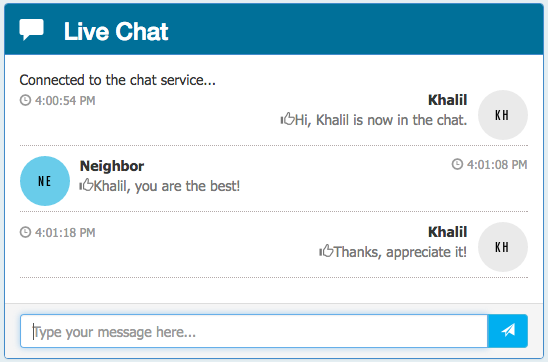 Live Chat
Connected to the chat service...
4:00:54 PM Khalil
Hi, Khalil is now in the chat.
KH
Neighbor 4:01:08 PM
NE
Khalil, you are the best!
4:01:18 PM Khalil
Thanks, appreciate it!
KH
Type your message here...